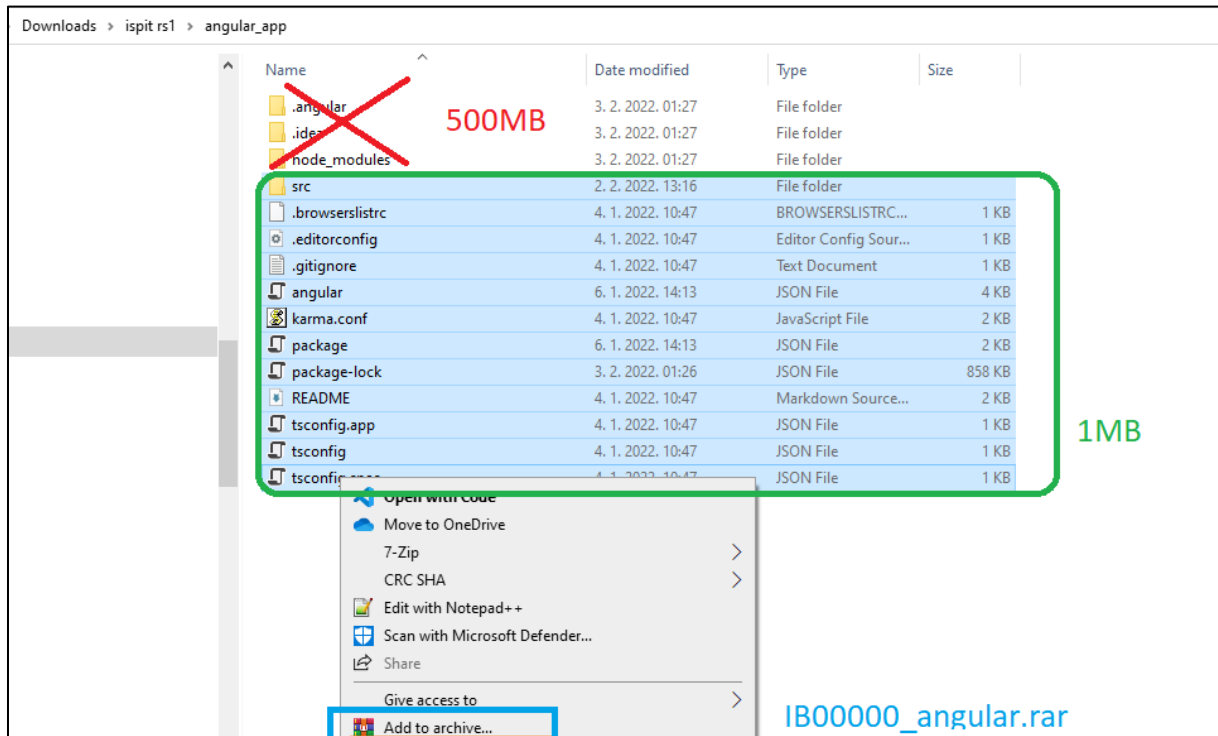 Downloads > ispit rs1 > angular_app
Name Date modified Type Size
.angular 3. 2. 2022. 01:27 File folder
500MB
.idea 3. 2. 2022. 01:27 File folder
node_modules 3. 2. 2022. 01:27 File folder
src 2. 2. 2022. 13:16 File folder
.browserslistrc 4. 1. 2022. 10:47 BROWSERSLISTRC... 1 KB
.editorconfig 4. 1. 2022. 10:47 Editor Config Sour... 1 KB
.gitignore 4. 1. 2022. 10:47 Text Document 1 KB
angular 6. 1. 2022. 14:13 JSON File 4 KB
karma.conf 4. 1. 2022. 10:47 JavaScript File 2 KB
package 6. 1. 2022. 14:13 JSON File 2 KB
package-lock 3. 2. 2022. 01:26 JSON File 858 KB
README 4. 1. 2022. 10:47 Markdown Source... 2 KB
tsconfig.app 4. 1. 2022. 10:47 JSON File 1 KB
1MB
tsconfig 4. 1. 2022. 10:47 JSON File 1 KB
tsconfig.spec 4. 1. 2022. 10:47 JSON File 1 KB
Open with Code
Move to OneDrive
7-Zip
CRC SHA
Edit with Notepad++
Scan with Microsoft Defender...
Share
Give access to
IB00000_angular.rar
Add to archive...